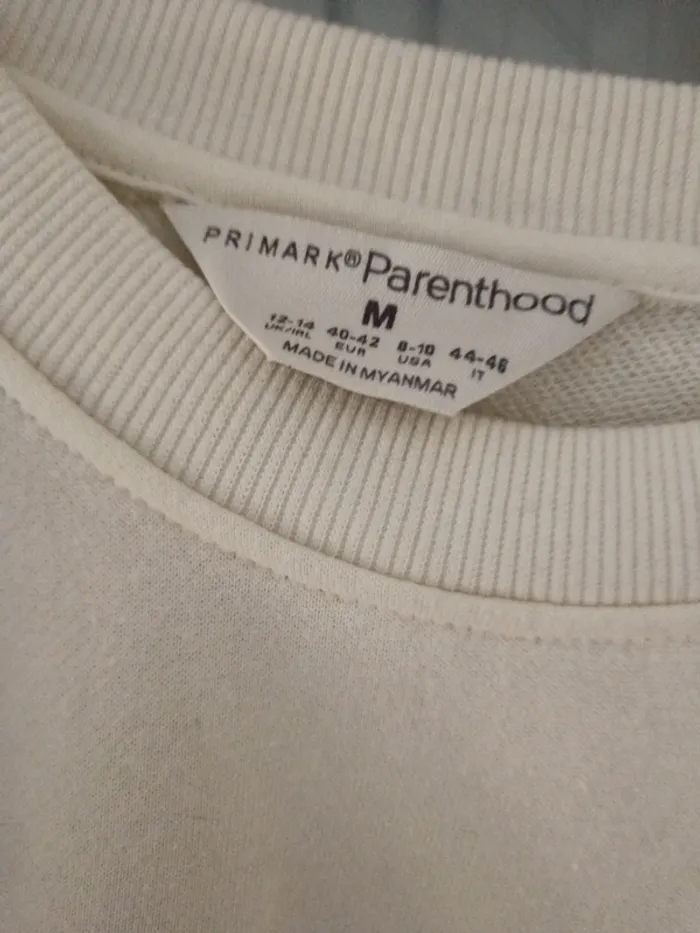 PRIMARK® Parenthood
M
12-14 40-42 8-10 44-46
UK/IRL EUR USA IT
MADE IN MYANMAR